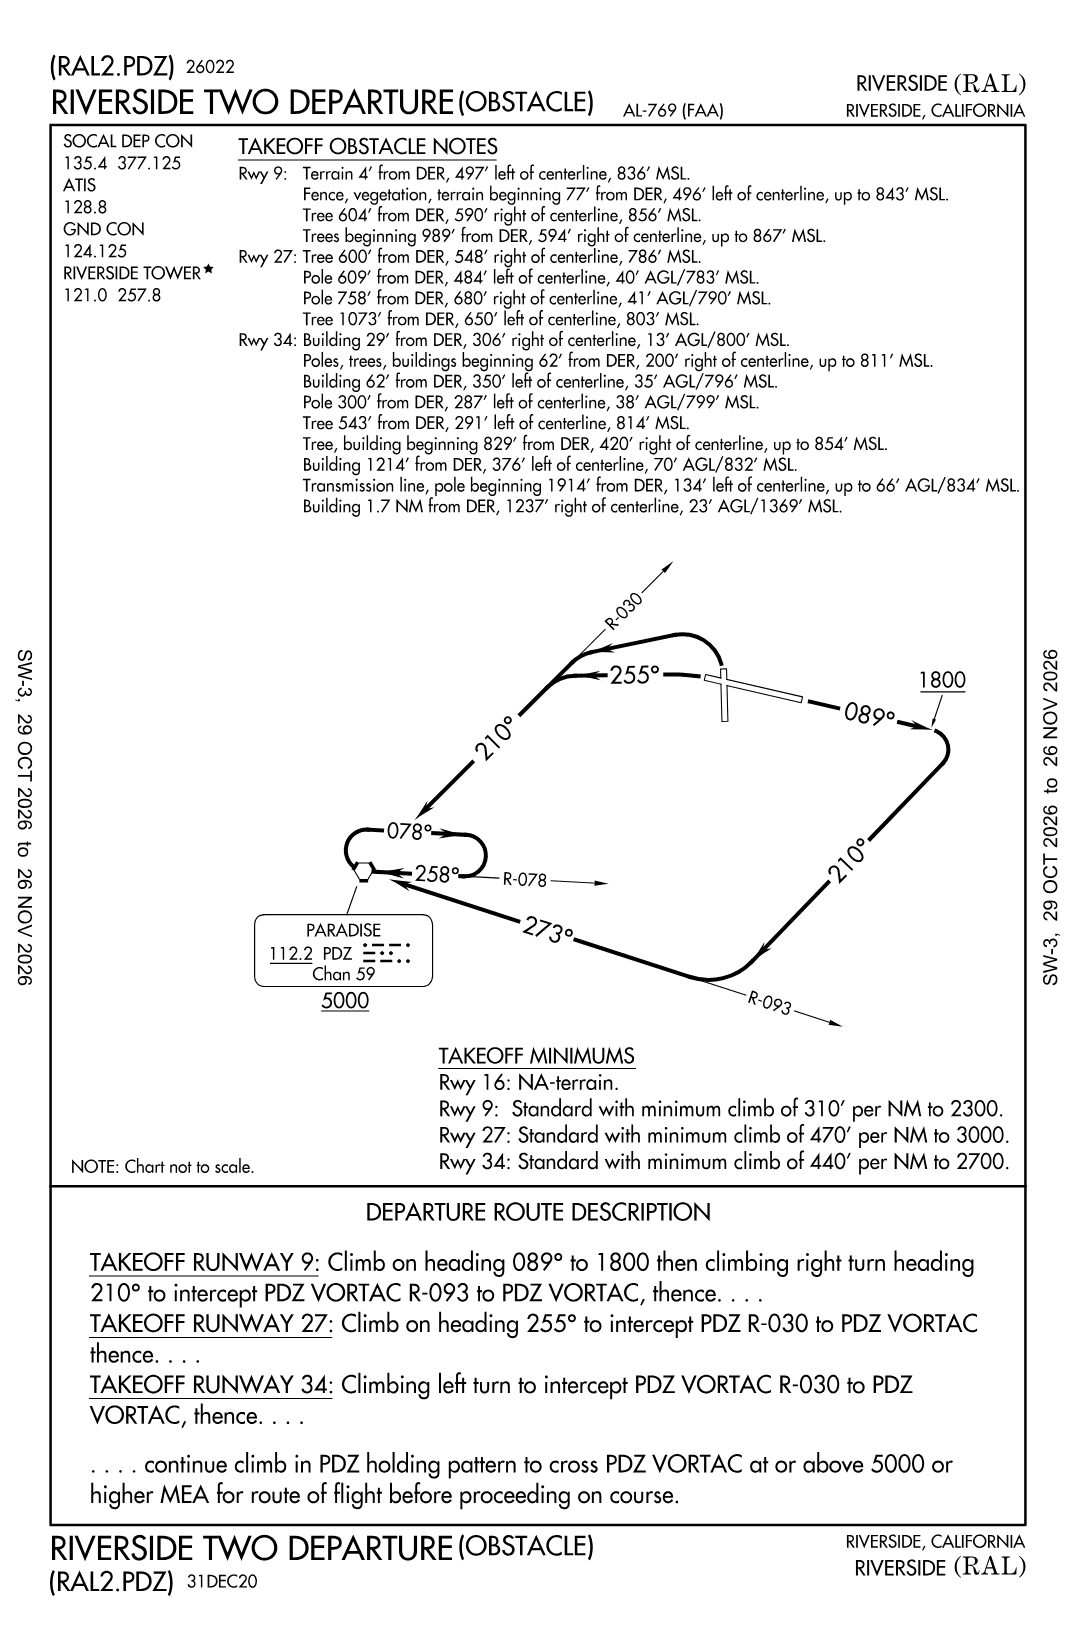 (RAL2.PDZ) 26022
RIVERSIDE TWO DEPARTURE (OBSTACLE)
AL-769 (FAA)
RIVERSIDE (RAL)
RIVERSIDE, CALIFORNIA
SOCAL DEP CON
135.4 377.125
ATIS
128.8
GND CON
124.125
RIVERSIDE TOWER★
121.0 257.8
TAKEOFF OBSTACLE NOTES
Rwy 9: Terrain 4′ from DER, 497′ left of centerline, 836′ MSL.
Fence, vegetation, terrain beginning 77′ from DER, 496′ left of centerline, up to 843′ MSL.
Tree 604′ from DER, 590′ right of centerline, 856′ MSL.
Trees beginning 989′ from DER, 594′ right of centerline, up to 867′ MSL.
Rwy 27: Tree 600′ from DER, 548′ right of centerline, 786′ MSL.
Pole 609′ from DER, 484′ left of centerline, 40′ AGL/783′ MSL.
Pole 758′ from DER, 680′ right of centerline, 41′ AGL/790′ MSL.
Tree 1073′ from DER, 650′ left of centerline, 803′ MSL.
Rwy 34: Building 29′ from DER, 306′ right of centerline, 13′ AGL/800′ MSL.
Poles, trees, buildings beginning 62′ from DER, 200′ right of centerline, up to 811′ MSL.
Building 62′ from DER, 350′ left of centerline, 35′ AGL/796′ MSL.
Pole 300′ from DER, 287′ left of centerline, 38′ AGL/799′ MSL.
Tree 543′ from DER, 291′ left of centerline, 814′ MSL.
Tree, building beginning 829′ from DER, 420′ right of centerline, up to 854′ MSL.
Building 1214′ from DER, 376′ left of centerline, 70′ AGL/832′ MSL.
Transmission line, pole beginning 1914′ from DER, 134′ left of centerline, up to 66′ AGL/834′ MSL.
Building 1.7 NM from DER, 1237′ right of centerline, 23′ AGL/1369′ MSL.
SW-3, 29 OCT 2026 to 26 NOV 2026
SW-3, 29 OCT 2026 to 26 NOV 2026
R-030
255°
1800
089°
210°
078°
210°
258°
R-078
273°
R-093
PARADISE
112.2 PDZ
Chan 59
5000
TAKEOFF MINIMUMS
Rwy 16: NA-terrain.
Rwy 9: Standard with minimum climb of 310′ per NM to 2300.
Rwy 27: Standard with minimum climb of 470′ per NM to 3000.
Rwy 34: Standard with minimum climb of 440′ per NM to 2700.
NOTE: Chart not to scale.
DEPARTURE ROUTE DESCRIPTION
TAKEOFF RUNWAY 9: Climb on heading 089° to 1800 then climbing right turn heading
210° to intercept PDZ VORTAC R-093 to PDZ VORTAC, thence. . . .
TAKEOFF RUNWAY 27: Climb on heading 255° to intercept PDZ R-030 to PDZ VORTAC
thence. . . .
TAKEOFF RUNWAY 34: Climbing left turn to intercept PDZ VORTAC R-030 to PDZ
VORTAC, thence. . . .
. . . . continue climb in PDZ holding pattern to cross PDZ VORTAC at or above 5000 or
higher MEA for route of flight before proceeding on course.
RIVERSIDE TWO DEPARTURE (OBSTACLE)
(RAL2.PDZ) 31DEC20
RIVERSIDE, CALIFORNIA
RIVERSIDE (RAL)